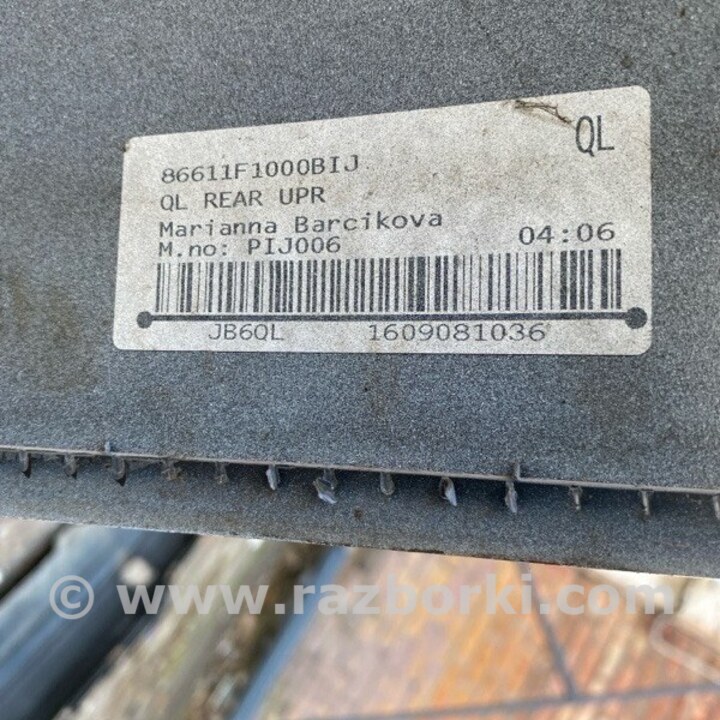 QL
86611F1000BIJ
QL REAR UPR
Marianna Barcikova
M.no: PIJ006 04:06
JB6QL 1609081036
© www.razborki.com